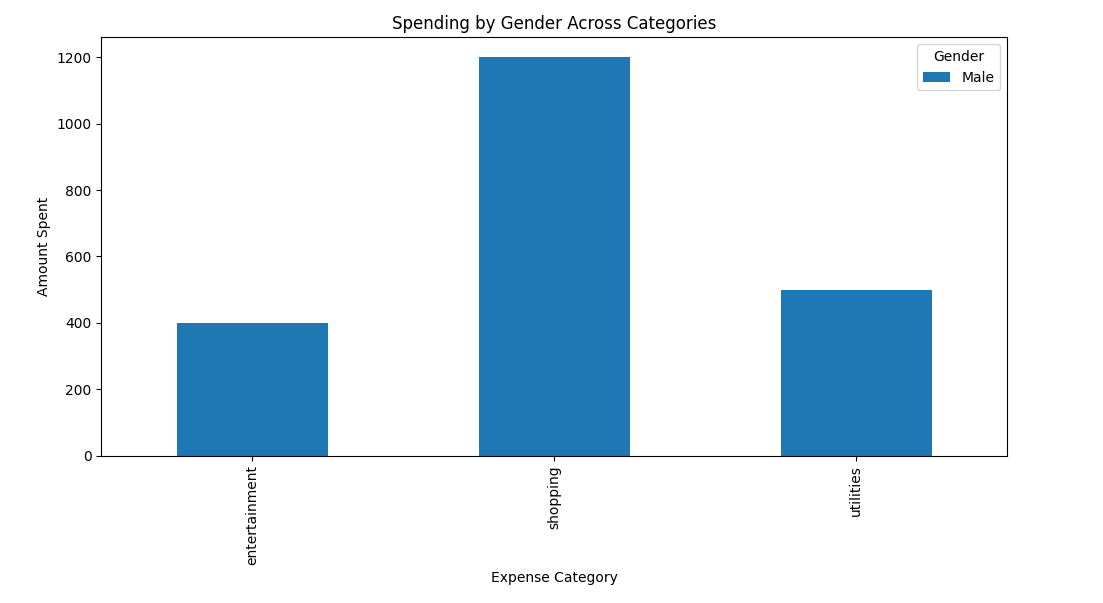 Spending by Gender Across Categories
Gender
Male
1200
1000
800
600
400
200
0
Amount Spent
entertainment
shopping
utilities
Expense Category